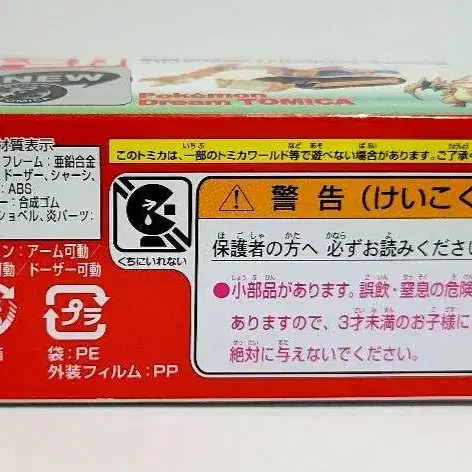 NEW
Pokémon
Dream TOMICA
材質表示
フレーム：亜鉛合金
ドーザー、シャーシ、
ABS
ー：合成ゴム
ショベル、炎パーツ：
ン：アーム可動/
/ドーザー可動/
プラ
袋：PE
外装フィルム：PP
このトミカは、一部のトミカワールド等で遊べない場合があります。ご了承く
くちにいれない
警告（けいこく
保護者の方へ 必ずお読みください
●小部品があります。誤飲・窒息の危険
ありますので、3才未満のお子様に
絶対に与えないでください。